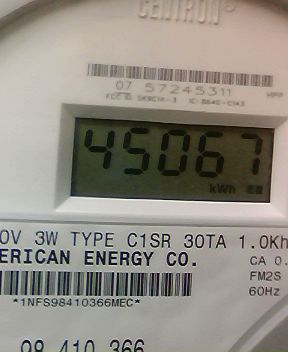 CENTRON®
07 57245311
45067
kWh
0V 3W TYPE C1SR 30TA 1.0Kh
ERICAN ENERGY CO.
CA 0.
FM2S
60Hz
*1NFS98410366MEC*
98 410 366